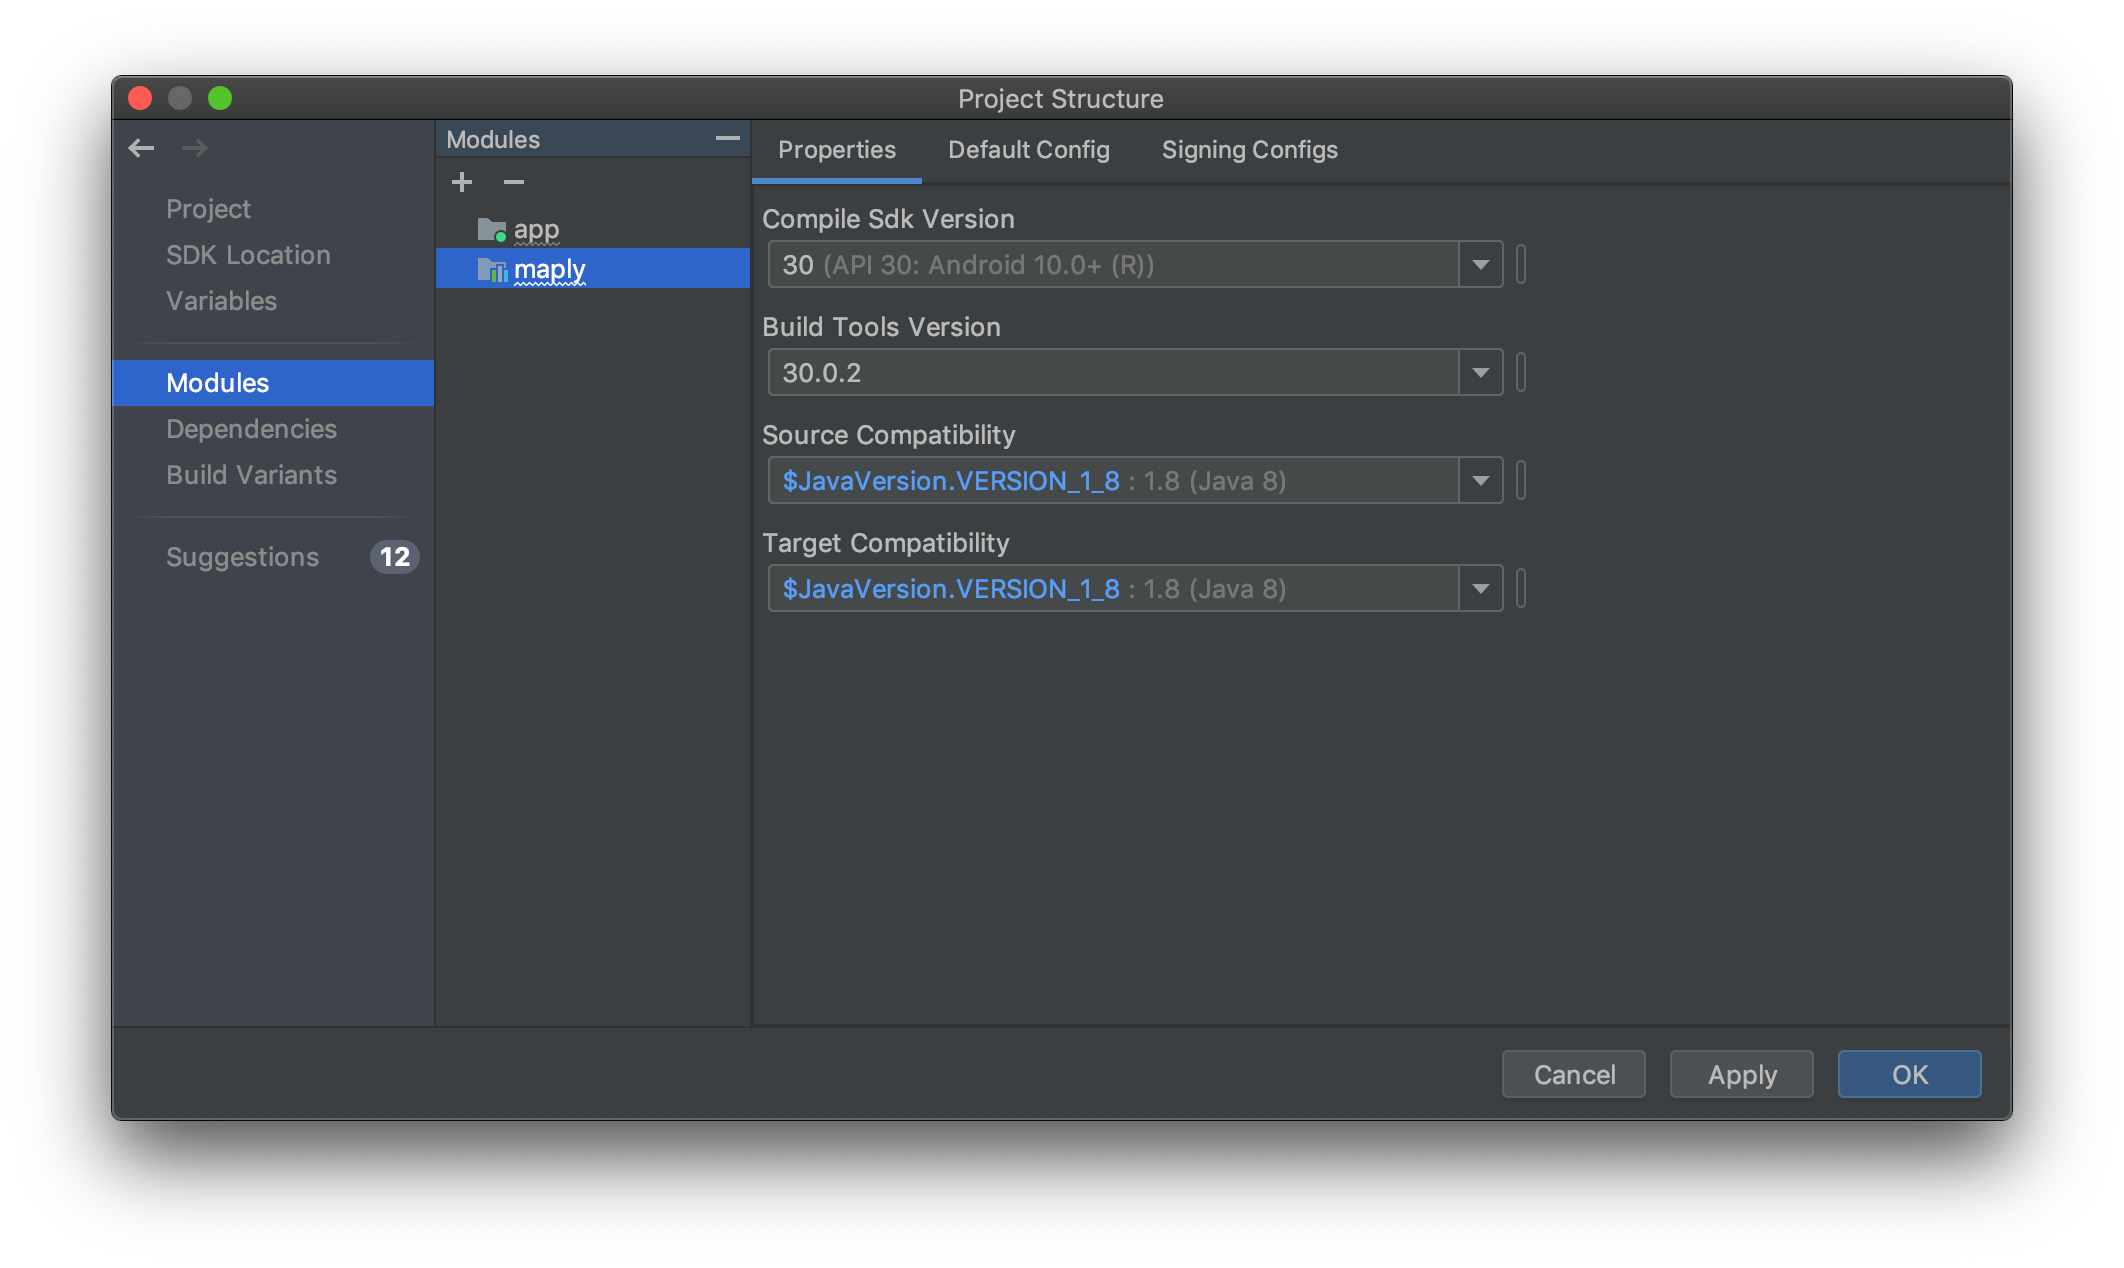 Project Structure
Project
SDK Location
Variables
Modules
Dependencies
Build Variants
Suggestions 12
Modules
app
maply
Properties Default Config Signing Configs
Compile Sdk Version
30 (API 30: Android 10.0+ (R))
Build Tools Version
30.0.2
Source Compatibility
$JavaVersion.VERSION_1_8 : 1.8 (Java 8)
Target Compatibility
$JavaVersion.VERSION_1_8 : 1.8 (Java 8)
Cancel Apply OK